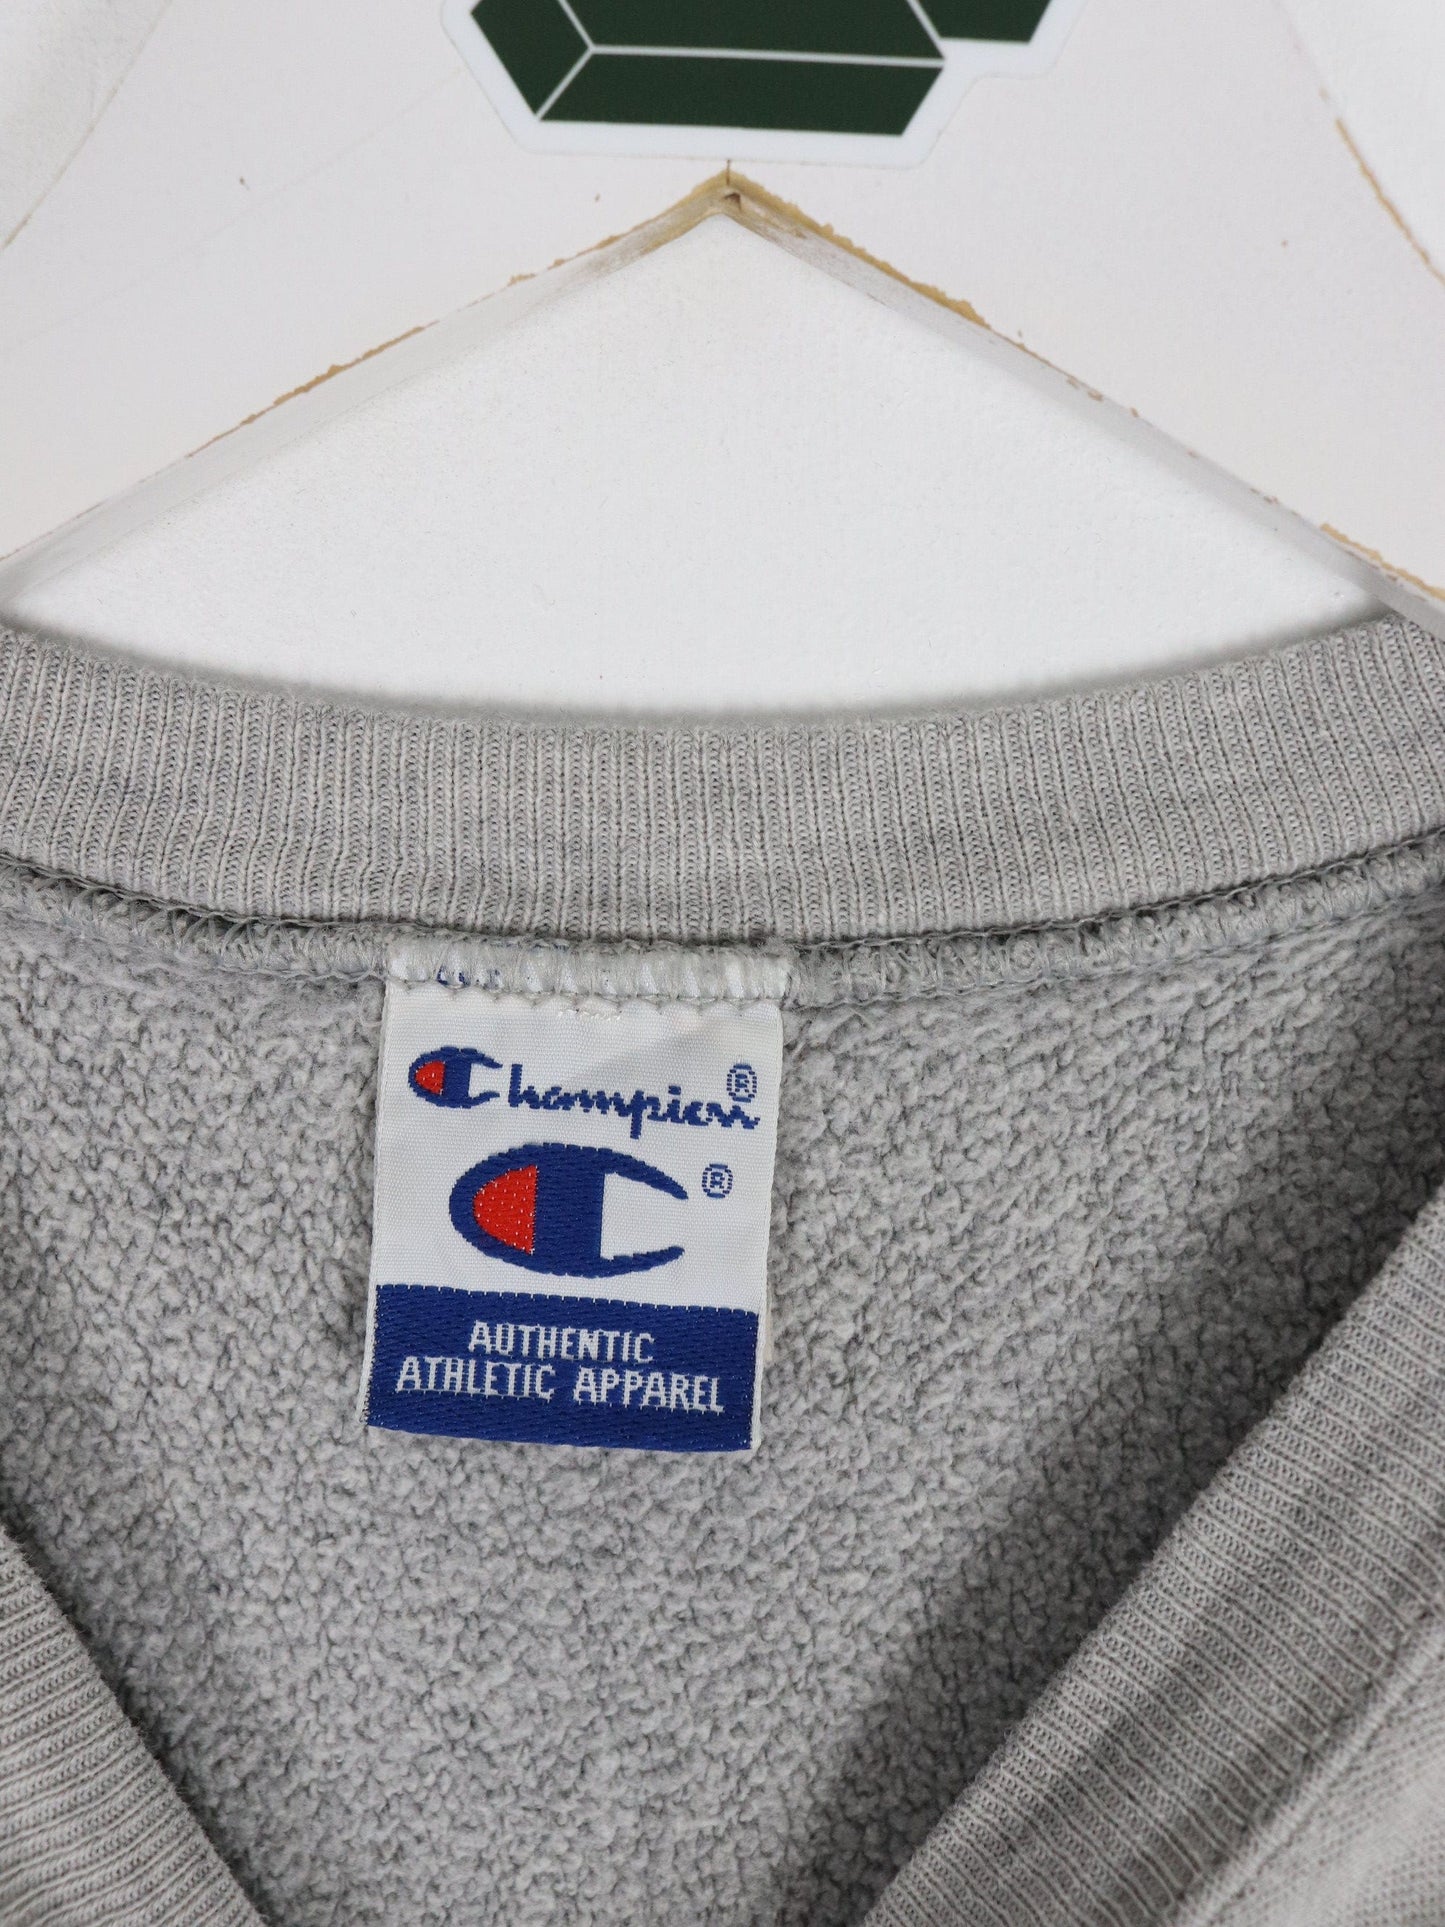 Champion®
®
AUTHENTIC
ATHLETIC APPAREL